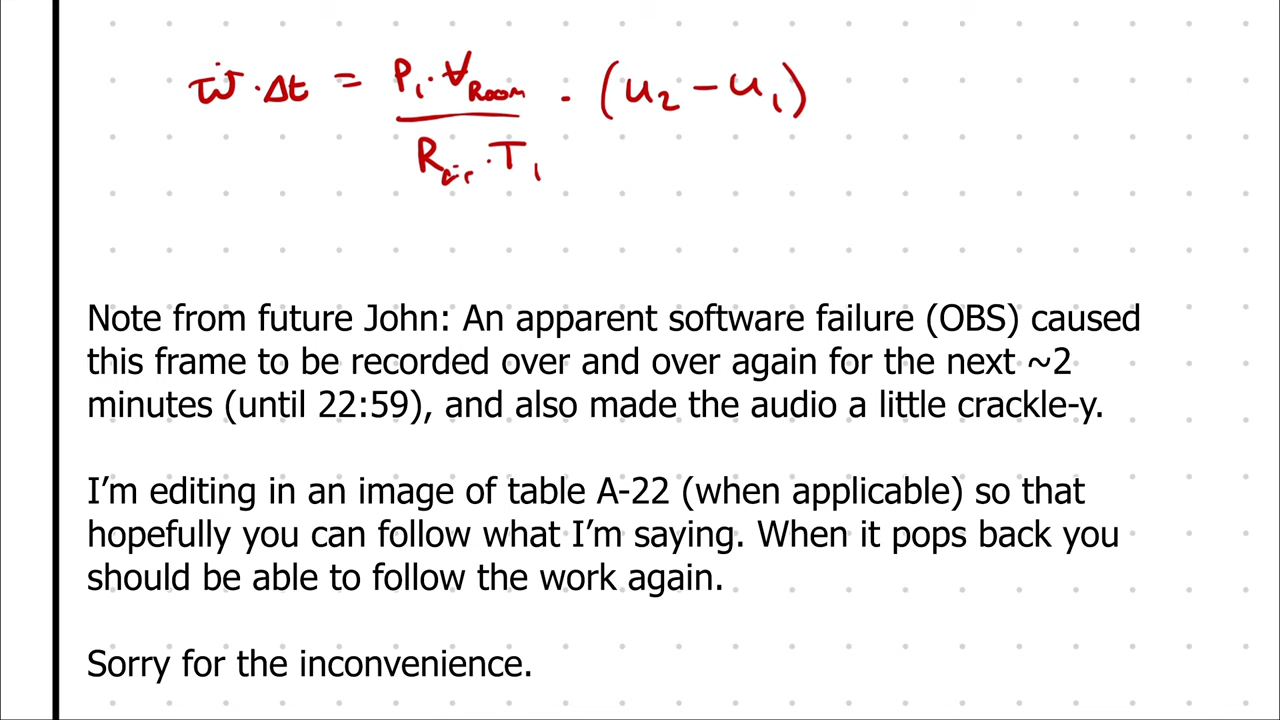 Ẇ · Δt = P₁ · V̶Room / Rair · T₁ · (u₂ − u₁)
Note from future John: An apparent software failure (OBS) caused
this frame to be recorded over and over again for the next ~2
minutes (until 22:59), and also made the audio a little crackle-y.
I'm editing in an image of table A-22 (when applicable) so that
hopefully you can follow what I'm saying. When it pops back you
should be able to follow the work again.
Sorry for the inconvenience.